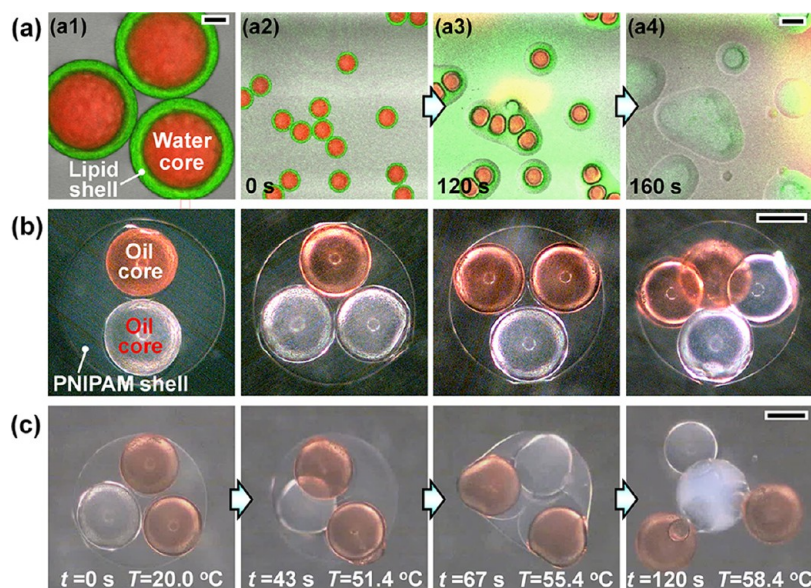 (a) (a1) (a2) (a3) (a4)
Water
core
Lipid
shell
0 s 120 s 160 s
(b)
Oil
core
Oil
core
PNIPAM shell
(c)
t=0 s T=20.0 °C t=43 s T=51.4 °C t=67 s T=55.4 °C t=120 s T=58.4 °C